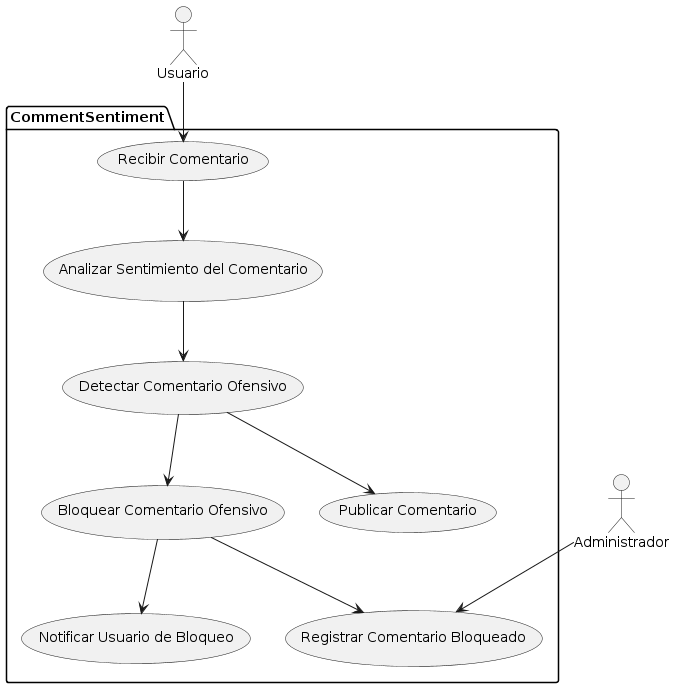 Usuario
CommentSentiment
Recibir Comentario
Analizar Sentimiento del Comentario
Detectar Comentario Ofensivo
Bloquear Comentario Ofensivo
Publicar Comentario
Administrador
Notificar Usuario de Bloqueo
Registrar Comentario Bloqueado